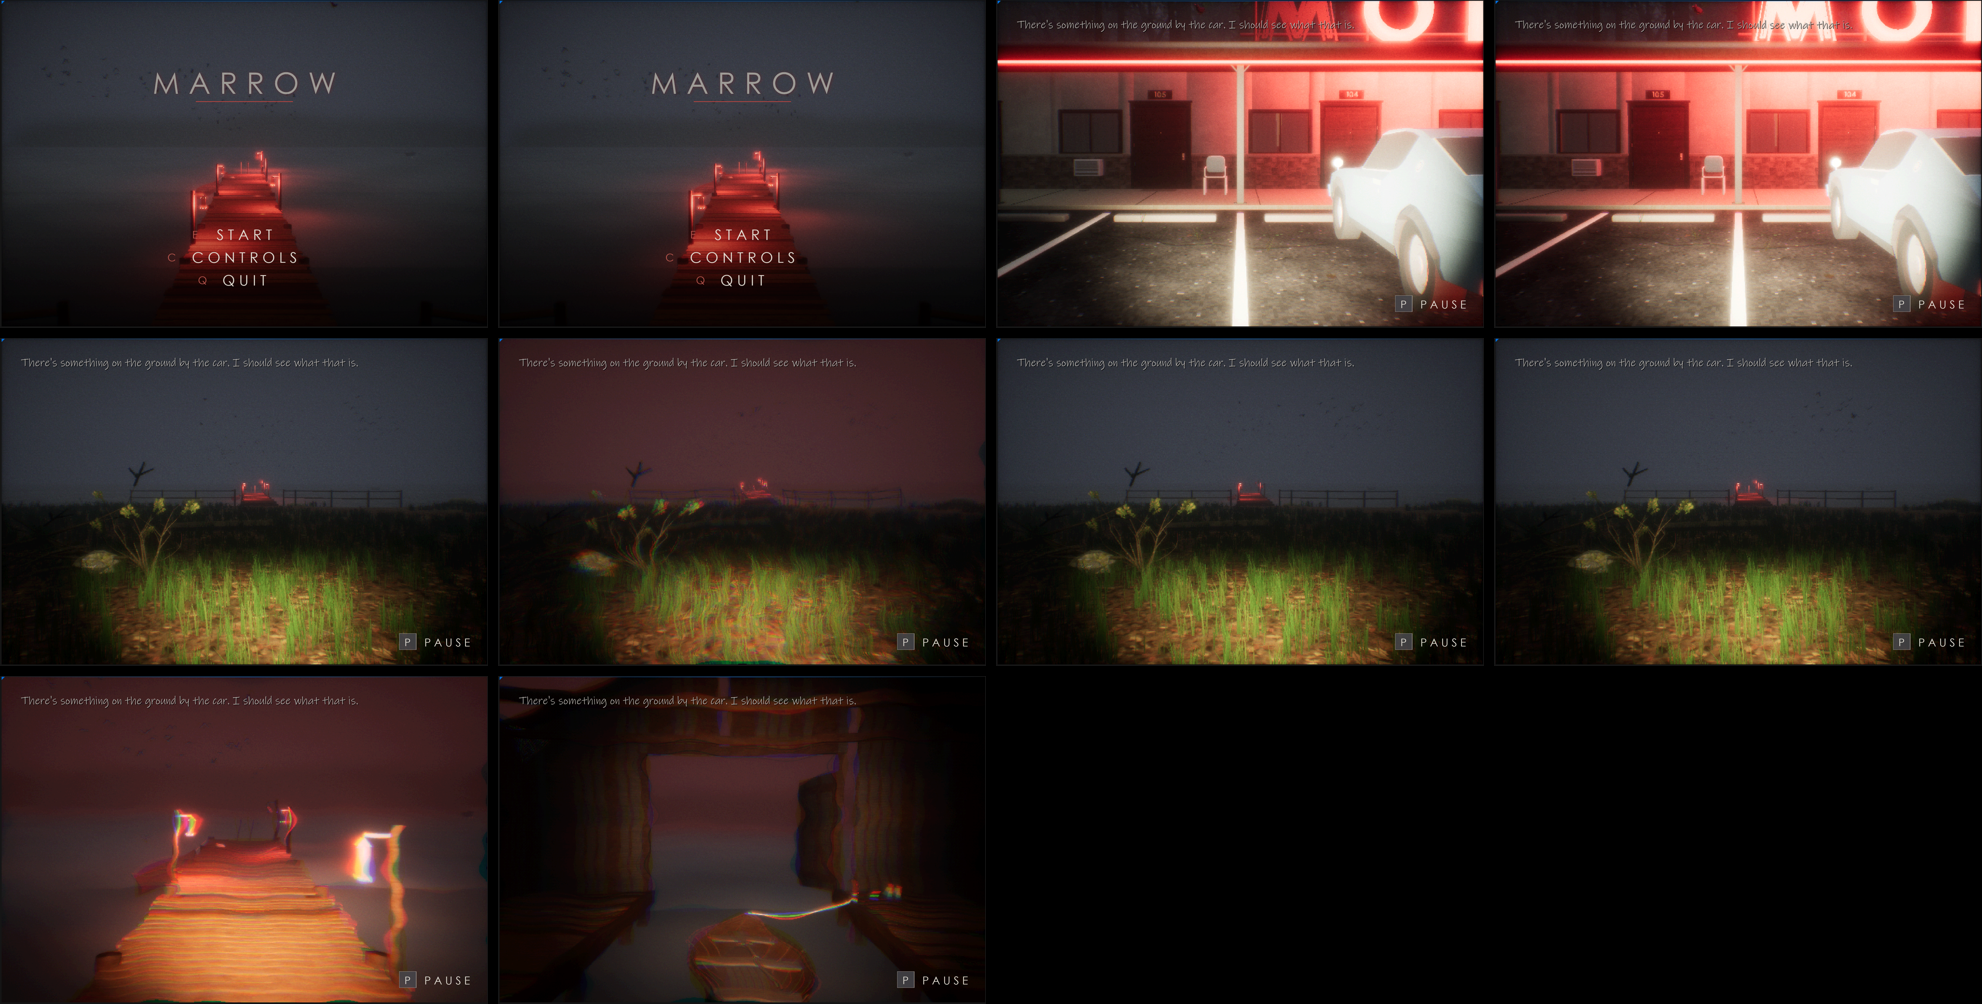 MARROW
E START
C CONTROLS
Q QUIT
MARROW
E START
C CONTROLS
Q QUIT
There's something on the ground by the car. I should see what that is.
MO
105
104
P PAUSE
There's something on the ground by the car. I should see what that is.
MO
105
104
P PAUSE
There's something on the ground by the car. I should see what that is.
P PAUSE
There's something on the ground by the car. I should see what that is.
P PAUSE
There's something on the ground by the car. I should see what that is.
P PAUSE
There's something on the ground by the car. I should see what that is.
P PAUSE
There's something on the ground by the car. I should see what that is.
P PAUSE
There's something on the ground by the car. I should see what that is.
P PAUSE